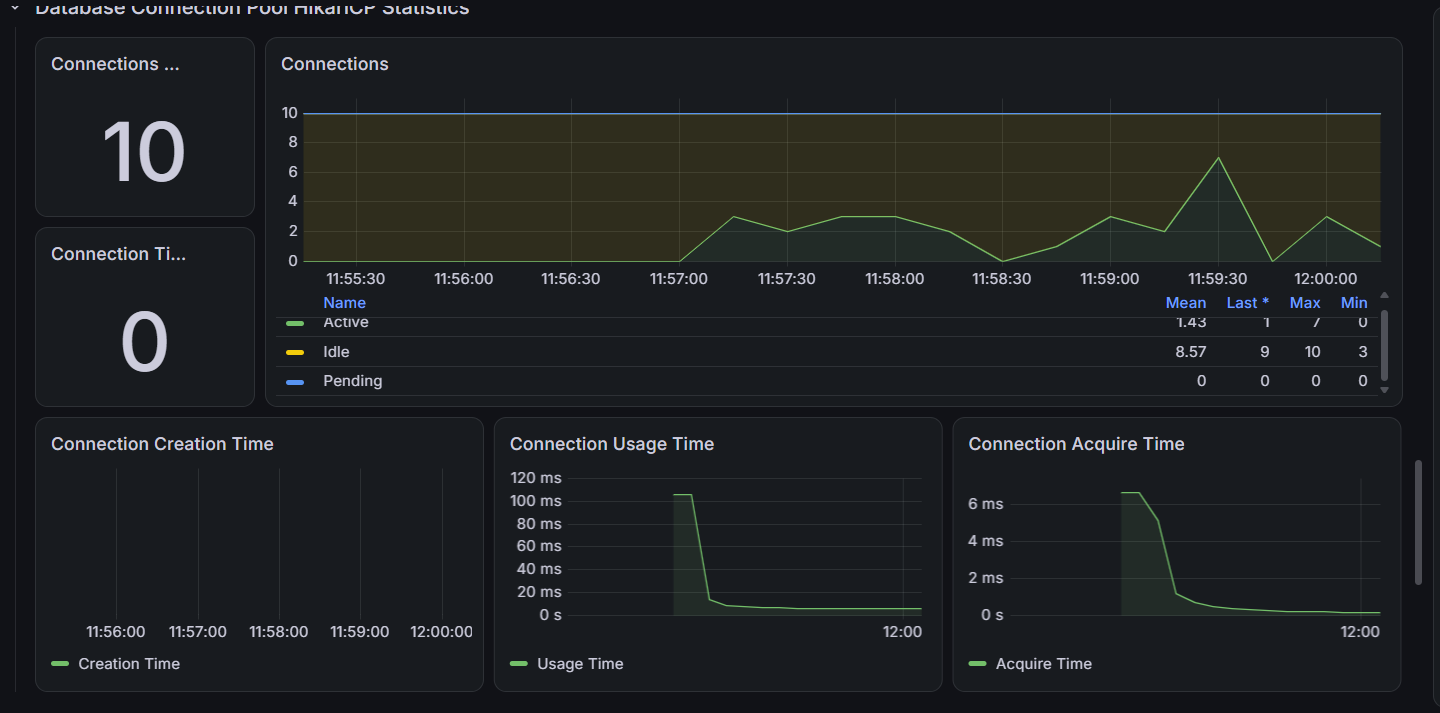 Database Connection Pool HikariCP Statistics
Connections ...
10
Connection Ti...
0
Connections
10
8
6
4
2
0
11:55:30 11:56:00 11:56:30 11:57:00 11:57:30 11:58:00 11:58:30 11:59:00 11:59:30 12:00:00
Name Mean Last * Max Min
Active 1.43 1 7 0
Idle 8.57 9 10 3
Pending 0 0 0 0
Connection Creation Time
11:56:00 11:57:00 11:58:00 11:59:00 12:00:00
Creation Time
Connection Usage Time
120 ms
100 ms
80 ms
60 ms
40 ms
20 ms
0 s
12:00
Usage Time
Connection Acquire Time
6 ms
4 ms
2 ms
0 s
12:00
Acquire Time